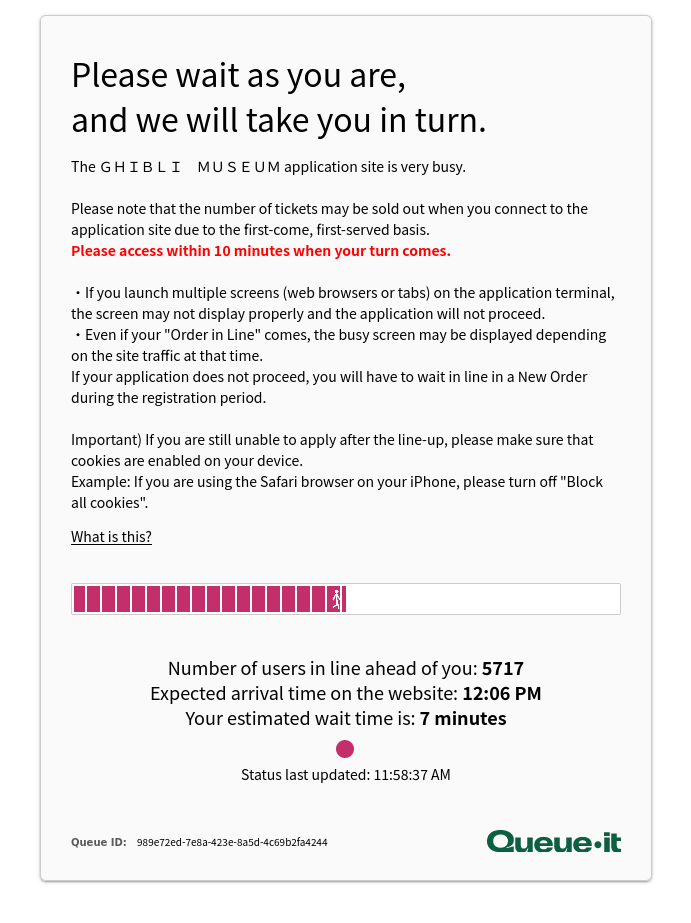 Please wait as you are,
and we will take you in turn.
The ＧＨＩＢＬＩ　ＭＵＳＥＵＭ application site is very busy.
Please note that the number of tickets may be sold out when you connect to the
application site due to the first-come, first-served basis.
Please access within 10 minutes when your turn comes.
・If you launch multiple screens (web browsers or tabs) on the application terminal,
the screen may not display properly and the application will not proceed.
・Even if your "Order in Line" comes, the busy screen may be displayed depending
on the site traffic at that time.
If your application does not proceed, you will have to wait in line in a New Order
during the registration period.
Important) If you are still unable to apply after the line-up, please make sure that
cookies are enabled on your device.
Example: If you are using the Safari browser on your iPhone, please turn off "Block
all cookies".
What is this?
Number of users in line ahead of you: 5717
Expected arrival time on the website: 12:06 PM
Your estimated wait time is: 7 minutes
Status last updated: 11:58:37 AM
Queue ID: 989e72ed-7e8a-423e-8a5d-4c69b2fa4244
Queue•it